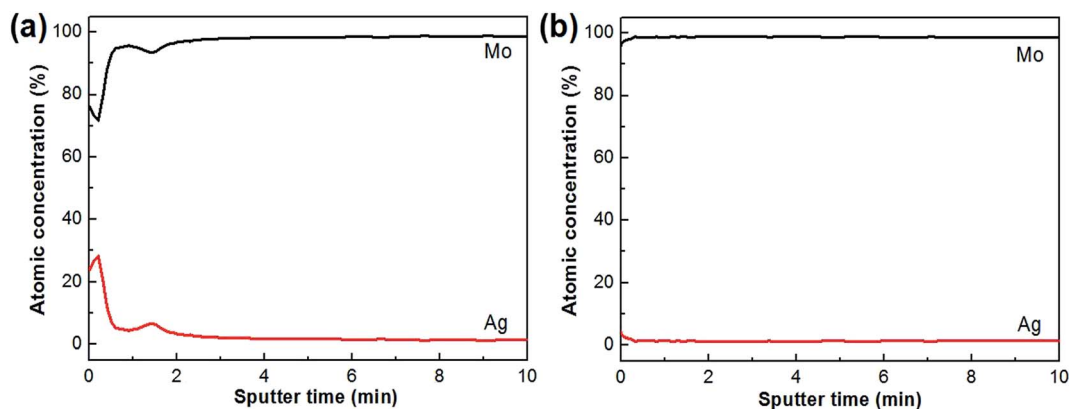 (a)
Atomic concentration (%)
100
80
60
40
20
0
Mo
Ag
0 2 4 6 8 10
Sputter time (min)
(b)
Atomic concentration (%)
100
80
60
40
20
0
Mo
Ag
0 2 4 6 8 10
Sputter time (min)